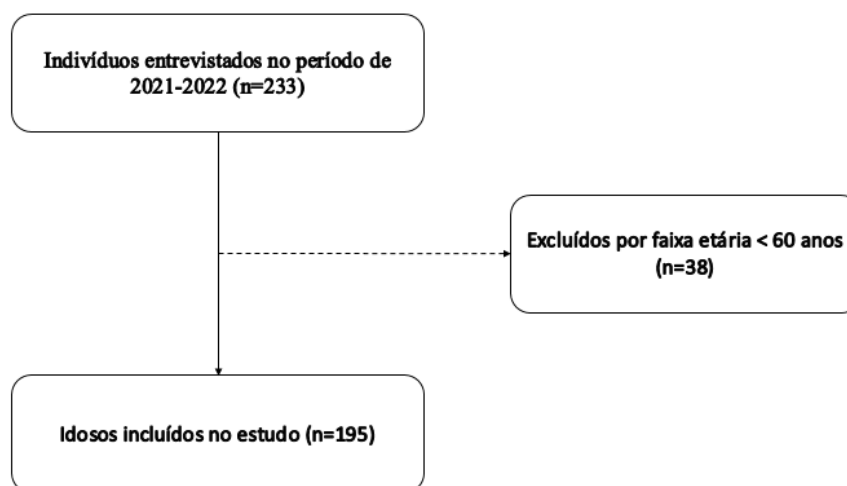 Indivíduos entrevistados no período de
2021-2022 (n=233)
Excluídos por faixa etária < 60 anos
(n=38)
Idosos incluídos no estudo (n=195)